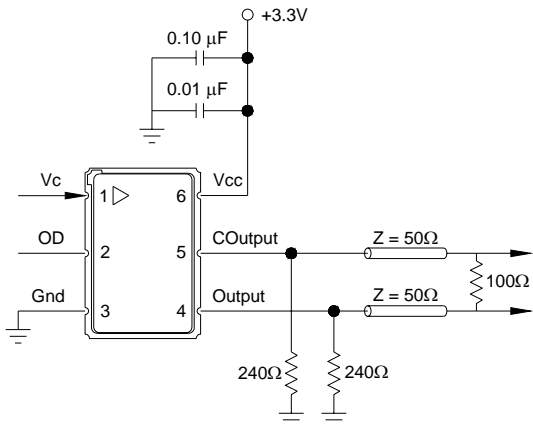 +3.3V
0.10 μF
0.01 μF
Vc
Vcc
1
6
OD
COutput
Z = 50Ω
2
5
100Ω
Gnd
Output
Z = 50Ω
3
4
240Ω
240Ω